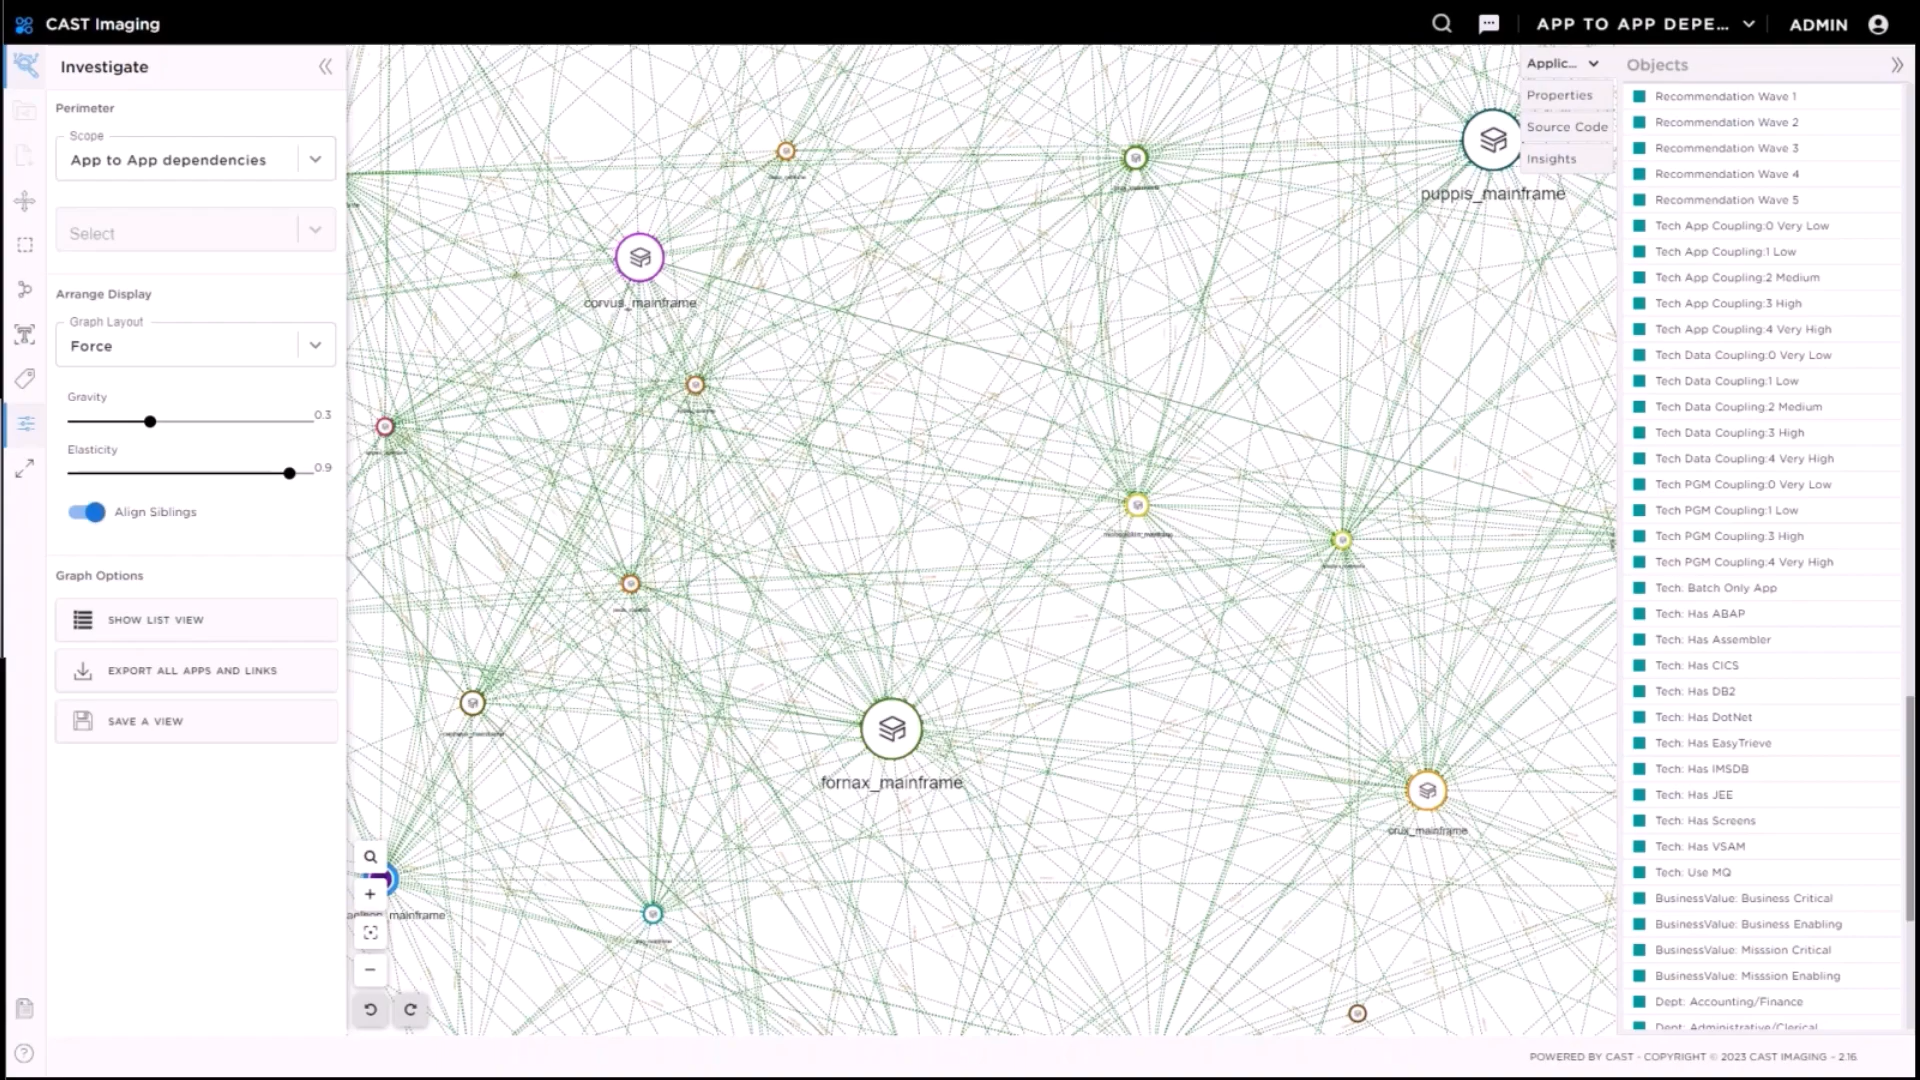 CAST Imaging
APP TO APP DEPE...
ADMIN
Investigate
Perimeter
Scope
App to App dependencies
Select
Arrange Display
Graph Layout
Force
Gravity
0.3
Elasticity
0.9
Align Siblings
Graph Options
SHOW LIST VIEW
EXPORT ALL APPS AND LINKS
SAVE A VIEW
puppis_mainframe
corvus_mainframe
fornax_mainframe
crux_mainframe
mainframe
Applic...
Properties
Source Code
Insights
Objects
Recommendation Wave 1
Recommendation Wave 2
Recommendation Wave 3
Recommendation Wave 4
Recommendation Wave 5
Tech App Coupling:0 Very Low
Tech App Coupling:1 Low
Tech App Coupling:2 Medium
Tech App Coupling:3 High
Tech App Coupling:4 Very High
Tech Data Coupling:0 Very Low
Tech Data Coupling:1 Low
Tech Data Coupling:2 Medium
Tech Data Coupling:3 High
Tech Data Coupling:4 Very High
Tech PGM Coupling:0 Very Low
Tech PGM Coupling:1 Low
Tech PGM Coupling:3 High
Tech PGM Coupling:4 Very High
Tech: Batch Only App
Tech: Has ABAP
Tech: Has Assembler
Tech: Has CICS
Tech: Has DB2
Tech: Has DotNet
Tech: Has EasyTrieve
Tech: Has IMSDB
Tech: Has JEE
Tech: Has Screens
Tech: Has VSAM
Tech: Use MQ
BusinessValue: Business Critical
BusinessValue: Business Enabling
BusinessValue: Misssion Critical
BusinessValue: Misssion Enabling
Dept: Accounting/Finance
Dept: Administrative/Clerical
POWERED BY CAST - COPYRIGHT © 2023 CAST IMAGING - 2.16